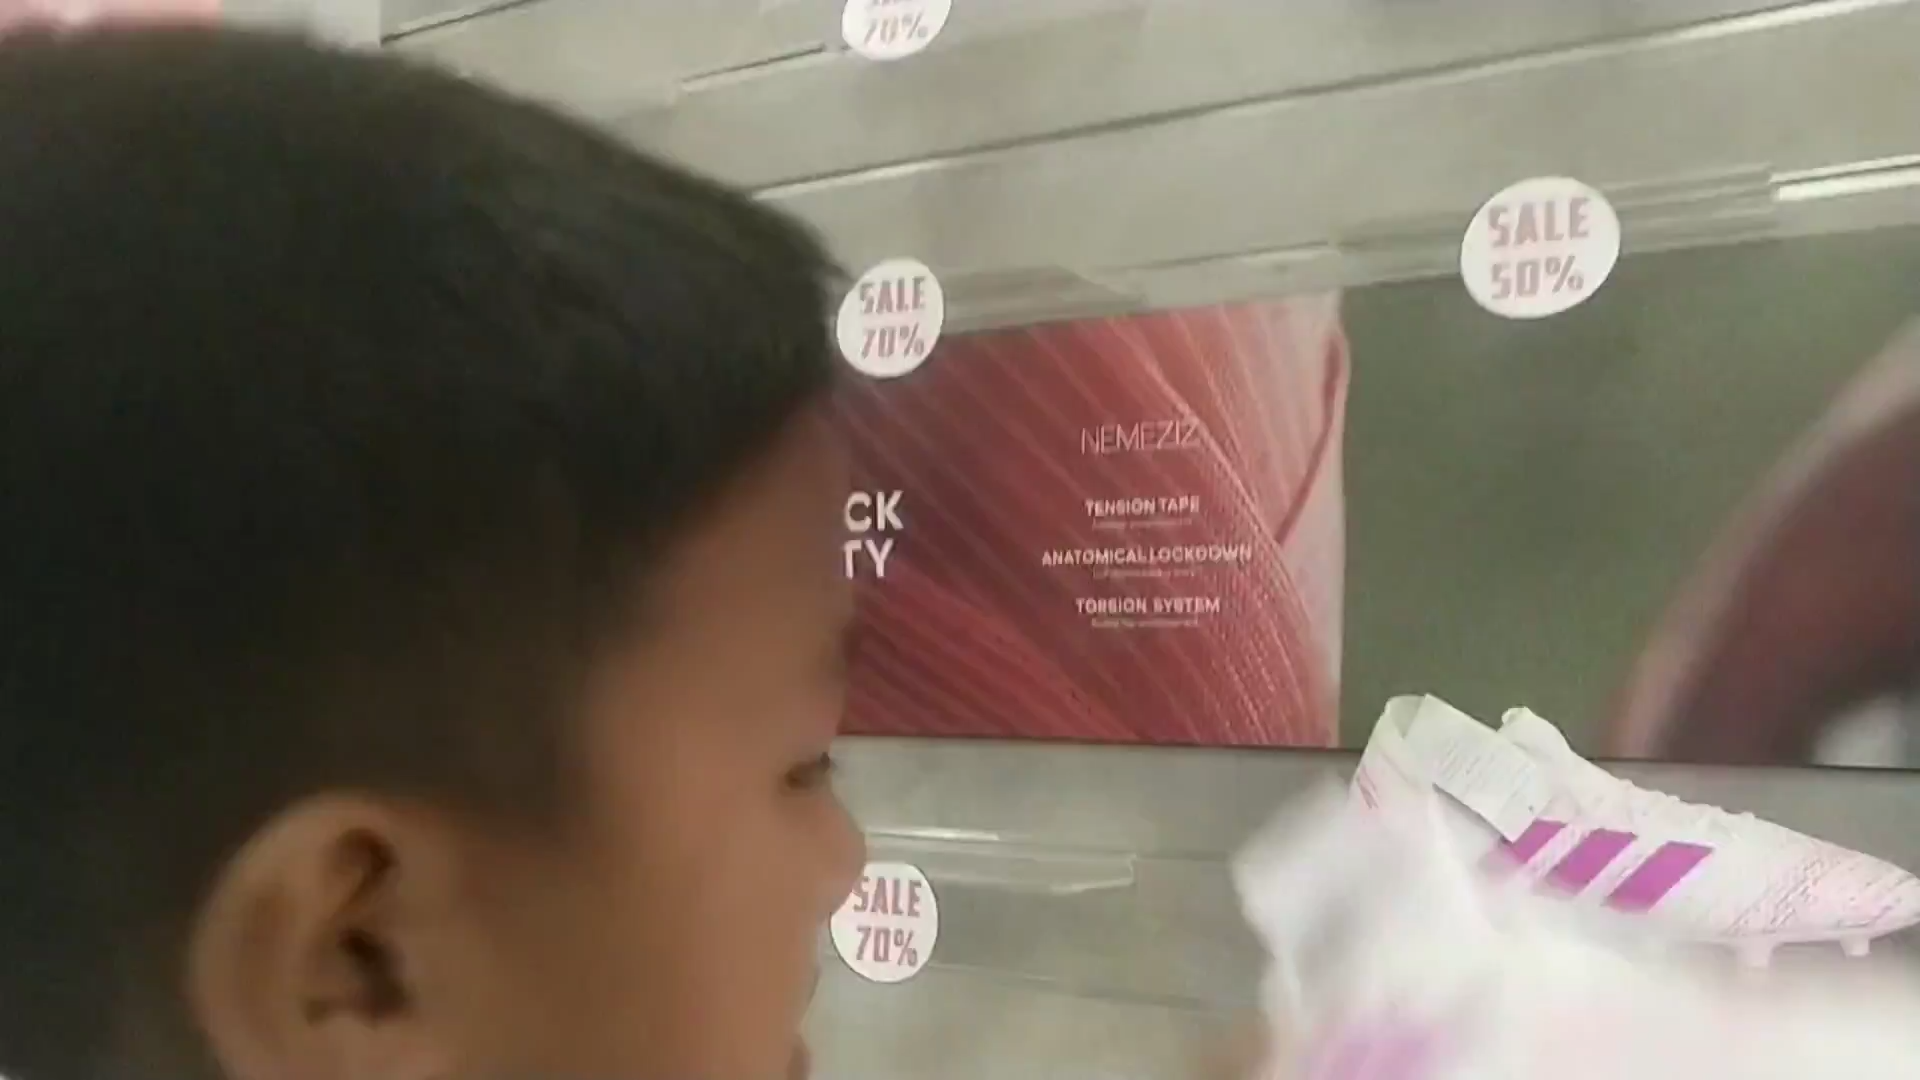 SALE
70%
SALE
50%
SALE
70%
CK
TY
NEMEZIZ
TENSION TAPE
ANATOMICAL LOCKDOWN
TORSION SYSTEM
SALE
70%